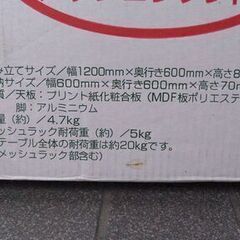 み立てサイズ／幅1200mm×奥行き600mm×高さ8
納サイズ／幅600mm×奥行き600mm×高さ70m
質／天板：プリント紙化粧合板（MDF板ポリエステ
脚：アルミニウム
量（約）／4.7kg
ッシュラック耐荷重（約）／5kg
テーブル全体の耐荷重は約20kgです。
メッシュラック部含む）